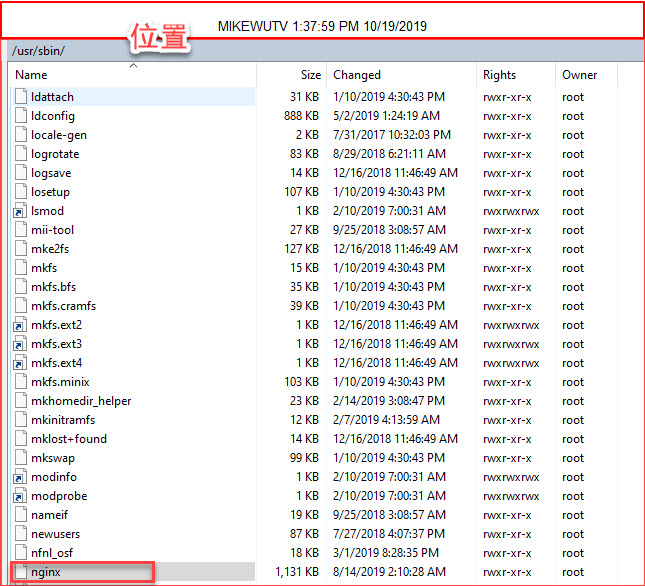 MIKEWUTV 1:37:59 PM 10/19/2019
位置
/usr/sbin/
Name Size Changed Rights Owner
ldattach 31 KB 1/10/2019 4:30:43 PM rwxr-xr-x root
ldconfig 888 KB 5/2/2019 1:24:19 AM rwxr-xr-x root
locale-gen 2 KB 7/31/2017 10:32:03 PM rwxr-xr-x root
logrotate 83 KB 8/29/2018 6:21:11 AM rwxr-xr-x root
logsave 14 KB 12/16/2018 11:46:49 AM rwxr-xr-x root
losetup 107 KB 1/10/2019 4:30:43 PM rwxr-xr-x root
lsmod 1 KB 2/10/2019 7:00:31 AM rwxrwxrwx root
mii-tool 27 KB 9/25/2018 3:08:57 AM rwxr-xr-x root
mke2fs 127 KB 12/16/2018 11:46:49 AM rwxr-xr-x root
mkfs 15 KB 1/10/2019 4:30:43 PM rwxr-xr-x root
mkfs.bfs 35 KB 1/10/2019 4:30:43 PM rwxr-xr-x root
mkfs.cramfs 39 KB 1/10/2019 4:30:43 PM rwxr-xr-x root
mkfs.ext2 1 KB 12/16/2018 11:46:49 AM rwxrwxrwx root
mkfs.ext3 1 KB 12/16/2018 11:46:49 AM rwxrwxrwx root
mkfs.ext4 1 KB 12/16/2018 11:46:49 AM rwxrwxrwx root
mkfs.minix 103 KB 1/10/2019 4:30:43 PM rwxr-xr-x root
mkhomedir_helper 23 KB 2/14/2019 3:08:47 PM rwxr-xr-x root
mkinitramfs 12 KB 2/7/2019 4:13:59 AM rwxr-xr-x root
mklost+found 14 KB 12/16/2018 11:46:49 AM rwxr-xr-x root
mkswap 99 KB 1/10/2019 4:30:43 PM rwxr-xr-x root
modinfo 1 KB 2/10/2019 7:00:31 AM rwxrwxrwx root
modprobe 1 KB 2/10/2019 7:00:31 AM rwxrwxrwx root
nameif 19 KB 9/25/2018 3:08:57 AM rwxr-xr-x root
newusers 87 KB 7/27/2018 4:07:37 PM rwxr-xr-x root
nfnl_osf 18 KB 3/1/2019 8:28:35 PM rwxr-xr-x root
nginx 1,131 KB 8/14/2019 2:10:28 AM rwxr-xr-x root